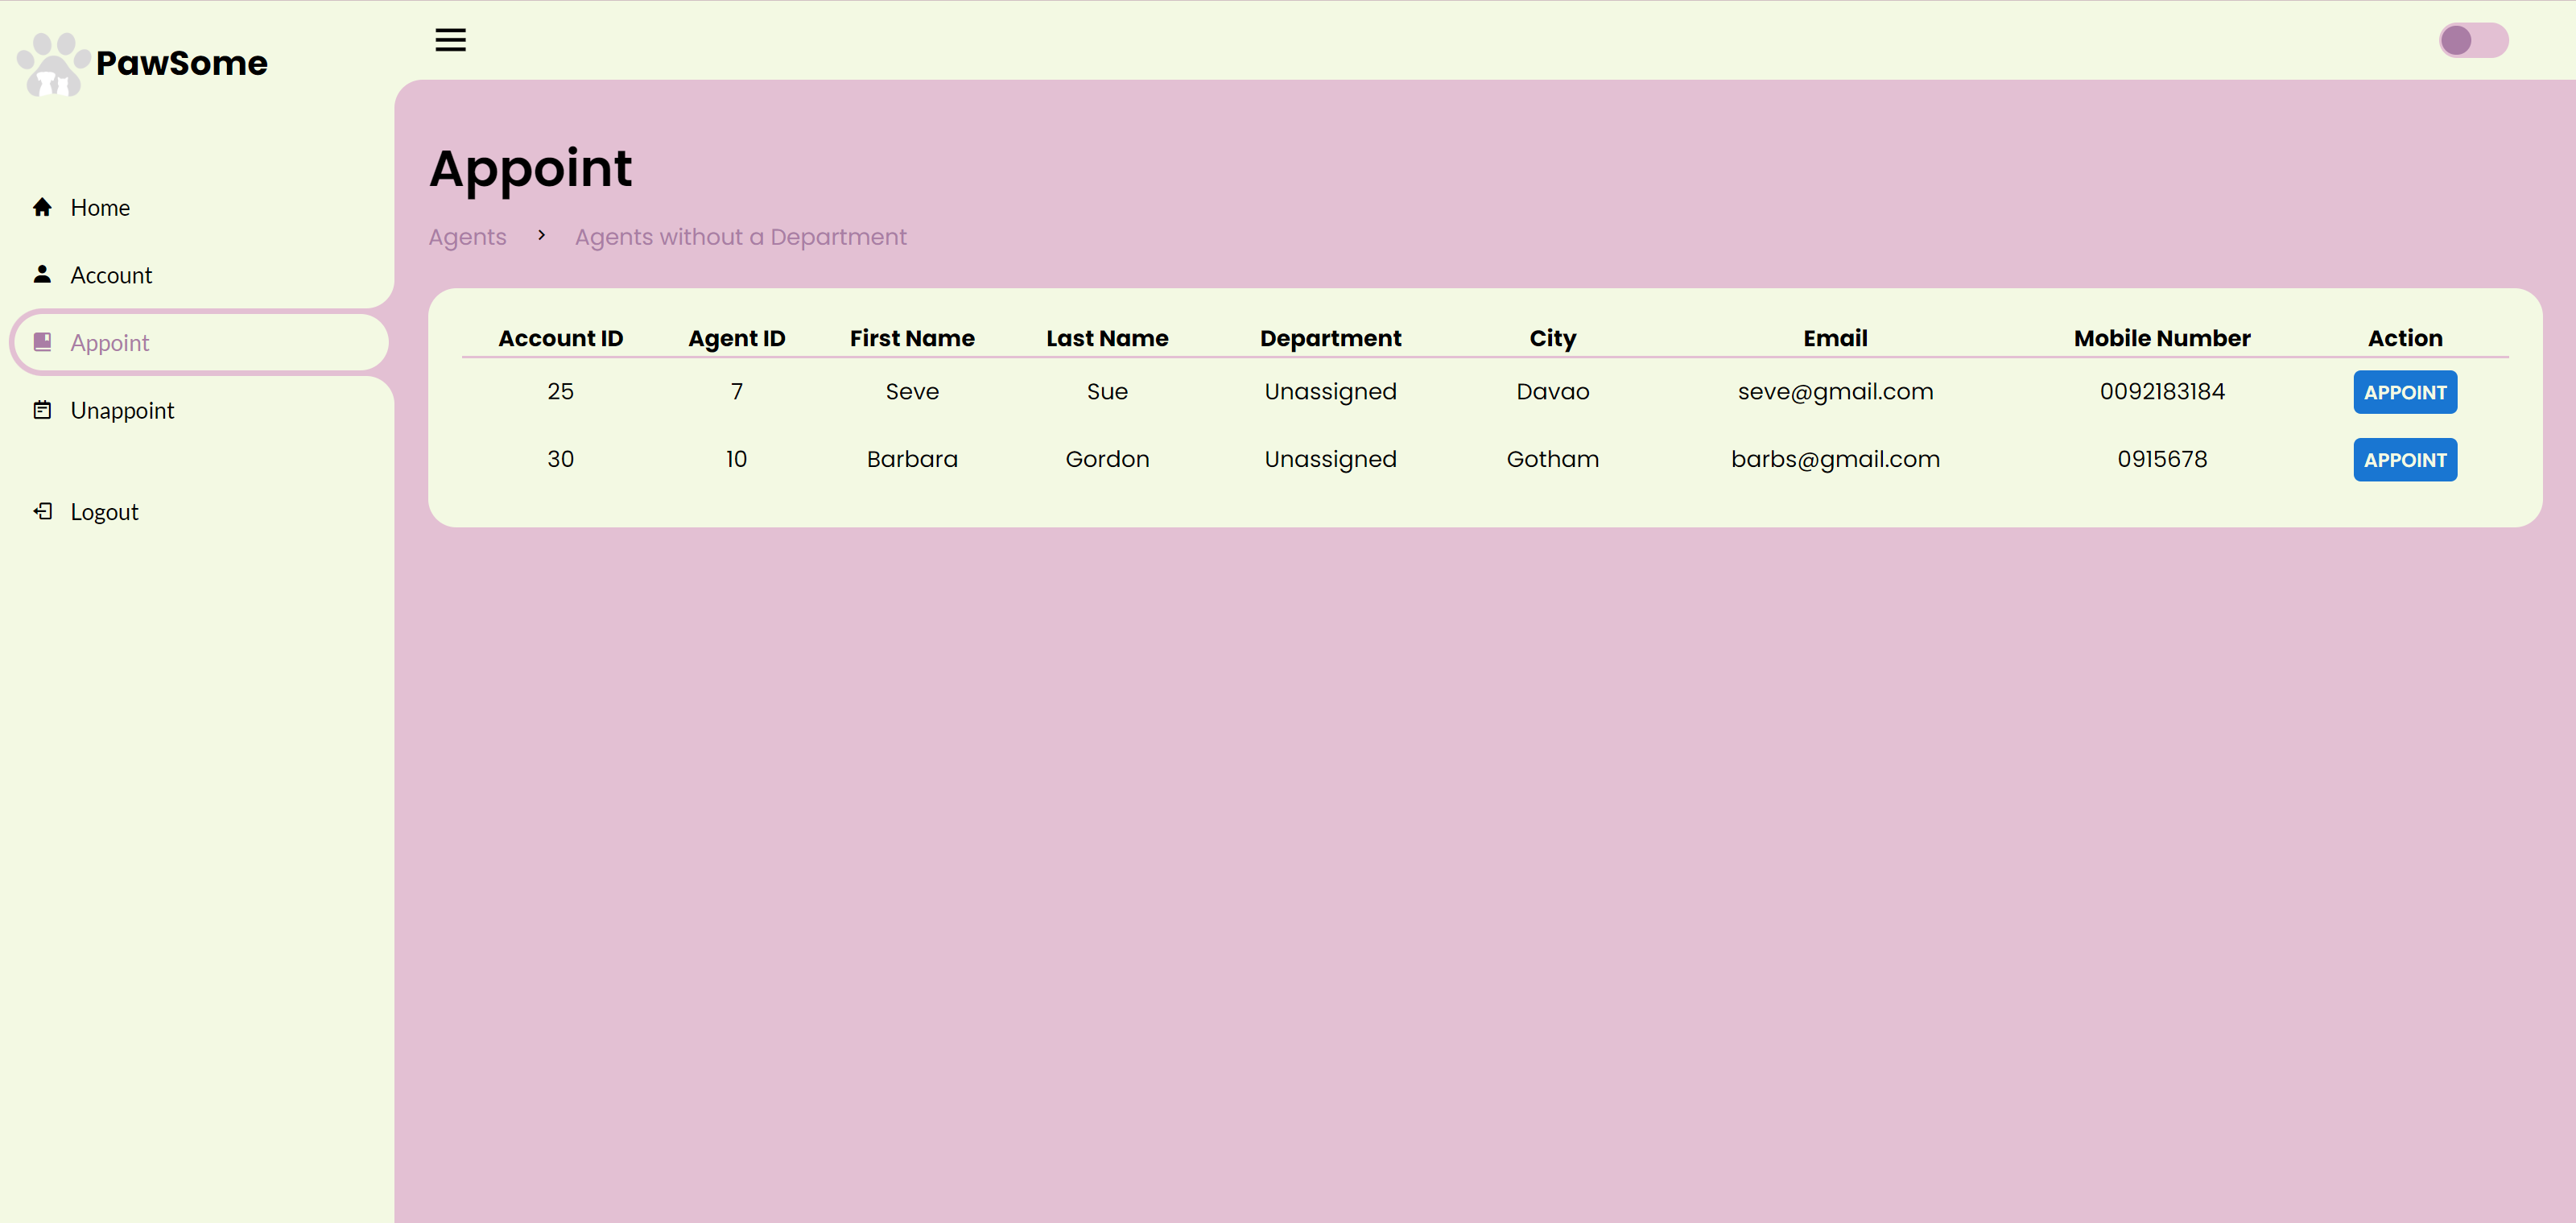 PawSome
Home
Account
Appoint
Unappoint
Logout
Appoint
Agents > Agents without a Department
Account ID Agent ID First Name Last Name Department City Email Mobile Number Action
25 7 Seve Sue Unassigned Davao seve@gmail.com 0092183184 APPOINT
30 10 Barbara Gordon Unassigned Gotham barbs@gmail.com 0915678 APPOINT